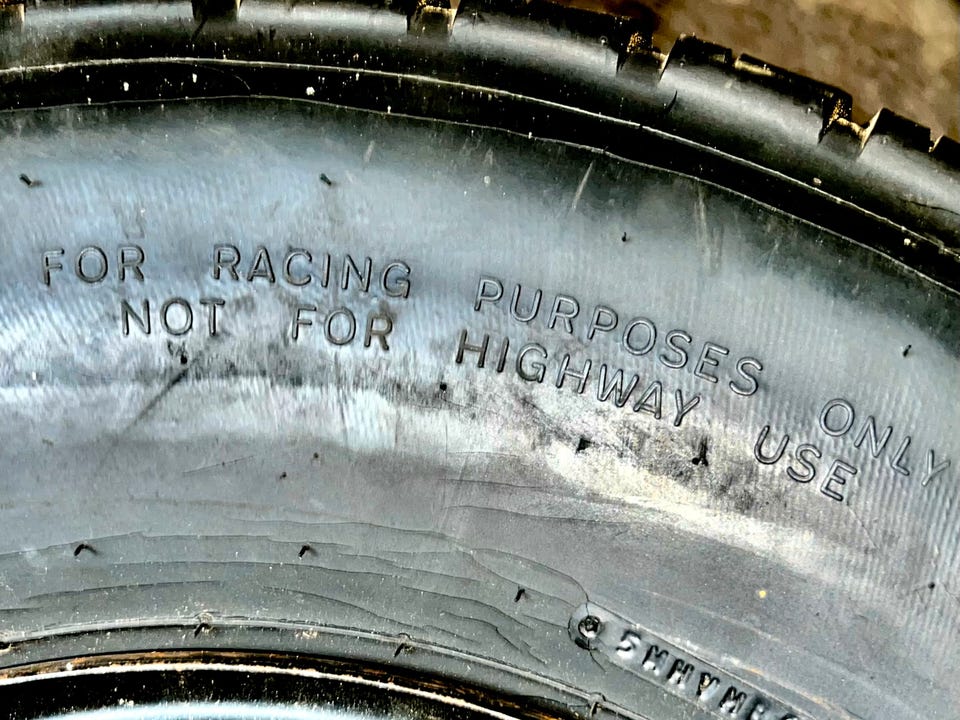 FOR RACING PURPOSES ONLY
NOT FOR HIGHWAY USE